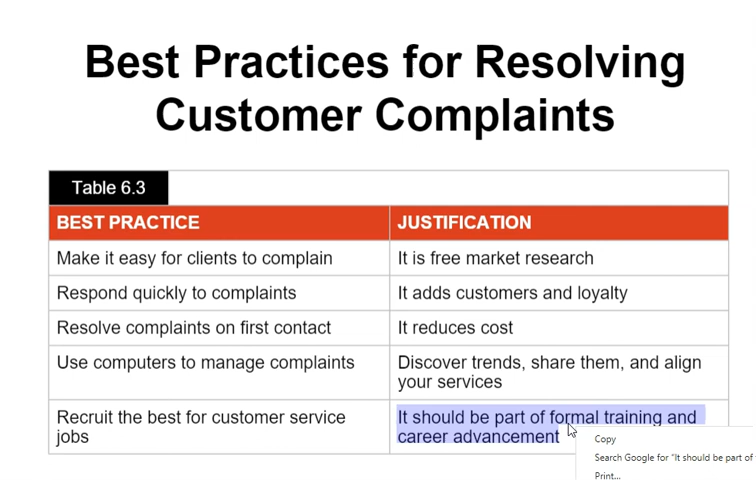 Best Practices for Resolving
Customer Complaints
Table 6.3
BEST PRACTICE JUSTIFICATION
Make it easy for clients to complain It is free market research
Respond quickly to complaints It adds customers and loyalty
Resolve complaints on first contact It reduces cost
Use computers to manage complaints Discover trends, share them, and align
your services
Recruit the best for customer service It should be part of formal training and
jobs career advancement
Copy
Search Google for "It should be part of
Print...